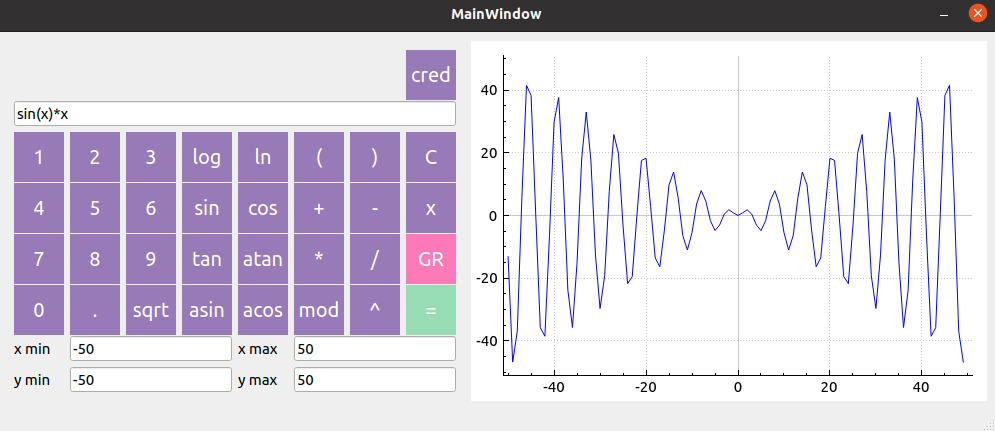 MainWindow
cred
sin(x)*x
1 2 3 log ln ( ) C
4 5 6 sin cos + - x
7 8 9 tan atan * / GR
0 . sqrt asin acos mod ^ =
x min -50 x max 50
y min -50 y max 50
40
20
0
-20
-40
-40 -20 0 20 40